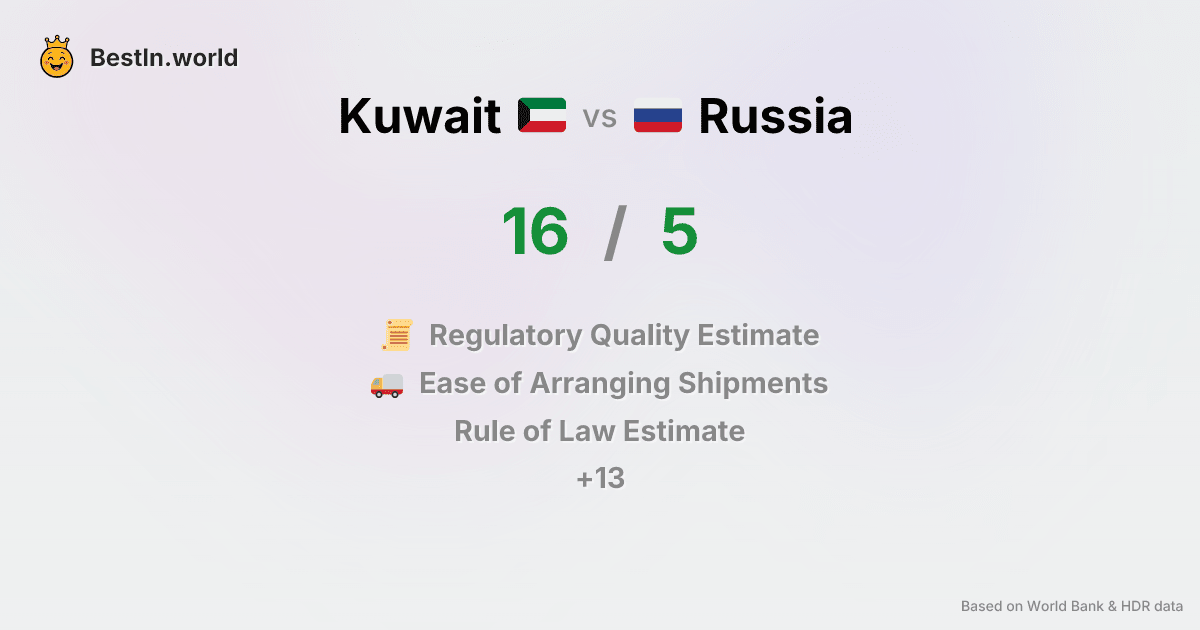 BestIn.world
Kuwait vs Russia
16 / 5
Regulatory Quality Estimate
Ease of Arranging Shipments
Rule of Law Estimate
+13
Based on World Bank & HDR data